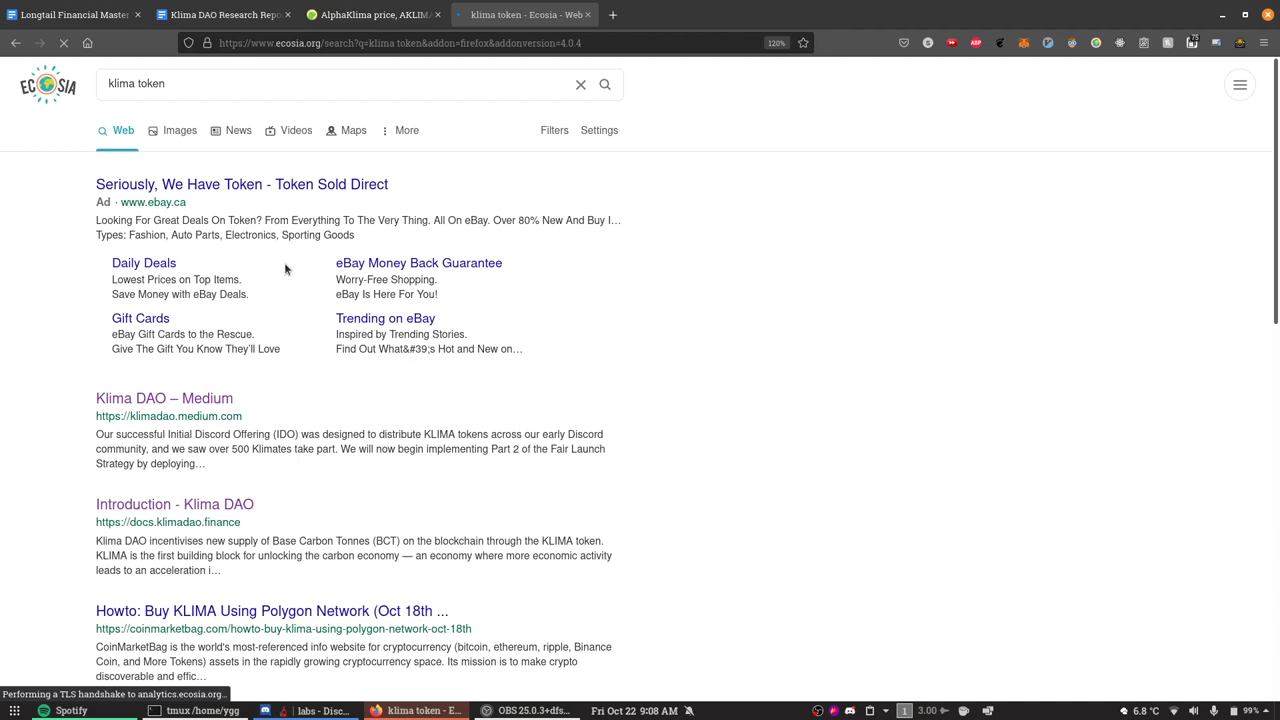 Longtail Financial Master
Klima DAO Research Repo
AlphaKlima price, AKLIMA
klima token - Ecosia - Web
https://www.ecosia.org/search?q=klima token&addon=firefox&addonversion=4.0.4
120%
75
ECOSIA
klima token
Web
Images
News
Videos
Maps
More
Filters
Settings
Seriously, We Have Token - Token Sold Direct
Ad · www.ebay.ca
Looking For Great Deals On Token? From Everything To The Very Thing. All On eBay. Over 80% New And Buy I…
Types: Fashion, Auto Parts, Electronics, Sporting Goods
Daily Deals
Lowest Prices on Top Items.
Save Money with eBay Deals.
eBay Money Back Guarantee
Worry-Free Shopping.
eBay Is Here For You!
Gift Cards
eBay Gift Cards to the Rescue.
Give The Gift You Know They'll Love
Trending on eBay
Inspired by Trending Stories.
Find Out What&#39;s Hot and New on…
Klima DAO – Medium
https://klimadao.medium.com
Our successful Initial Discord Offering (IDO) was designed to distribute KLIMA tokens across our early Discord
community, and we saw over 500 Klimates take part. We will now begin implementing Part 2 of the Fair Launch
Strategy by deploying…
Introduction - Klima DAO
https://docs.klimadao.finance
Klima DAO incentivises new supply of Base Carbon Tonnes (BCT) on the blockchain through the KLIMA token.
KLIMA is the first building block for unlocking the carbon economy — an economy where more economic activity
leads to an acceleration i…
Howto: Buy KLIMA Using Polygon Network (Oct 18th ...
https://coinmarketbag.com/howto-buy-klima-using-polygon-network-oct-18th
CoinMarketBag is the world's most-referenced info website for cryptocurrency (bitcoin, ethereum, ripple, Binance
Coin, and More Tokens) assets in the rapidly growing cryptocurrency space. Its mission is to make crypto
discoverable and effic…
Performing a TLS handshake to analytics.ecosia.org…
Spotify
tmux /home/ygg
labs - Disc...
klima token - E...
OBS 25.0.3+dfs...
Fri Oct 22 9:08 AM
1
3.00
6.8 °C
99%